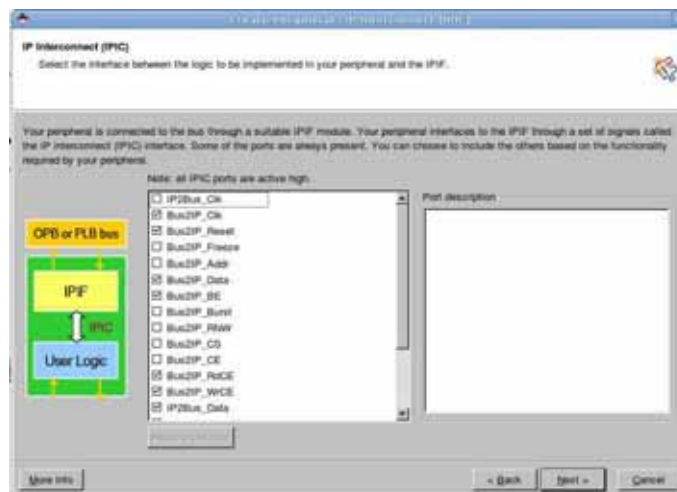 IP Interconnect (IPIC)
Select the interface between the logic to be implemented in your peripheral and the IPIF.
Your peripheral is connected to the bus through a suitable IPIF module. Your peripheral interfaces to the IPIF through a set of signals called
the IP interconnect (IPIC) interface. Some of the ports are always present. You can choose to include the others based on the functionality
required by your peripheral.
Note: all IPIC ports are active high.
IP2Bus_Clk
Bus2IP_Clk
Bus2IP_Reset
Bus2IP_Freeze
Bus2IP_Addr
Bus2IP_Data
Bus2IP_BE
Bus2IP_Burst
Bus2IP_RNW
Bus2IP_CS
Bus2IP_CE
Bus2IP_RdCE
Bus2IP_WrCE
IP2Bus_Data
Port description
OPB or PLB bus
IPIF
IPIC
User Logic
More Info
< Back
Next >
Cancel